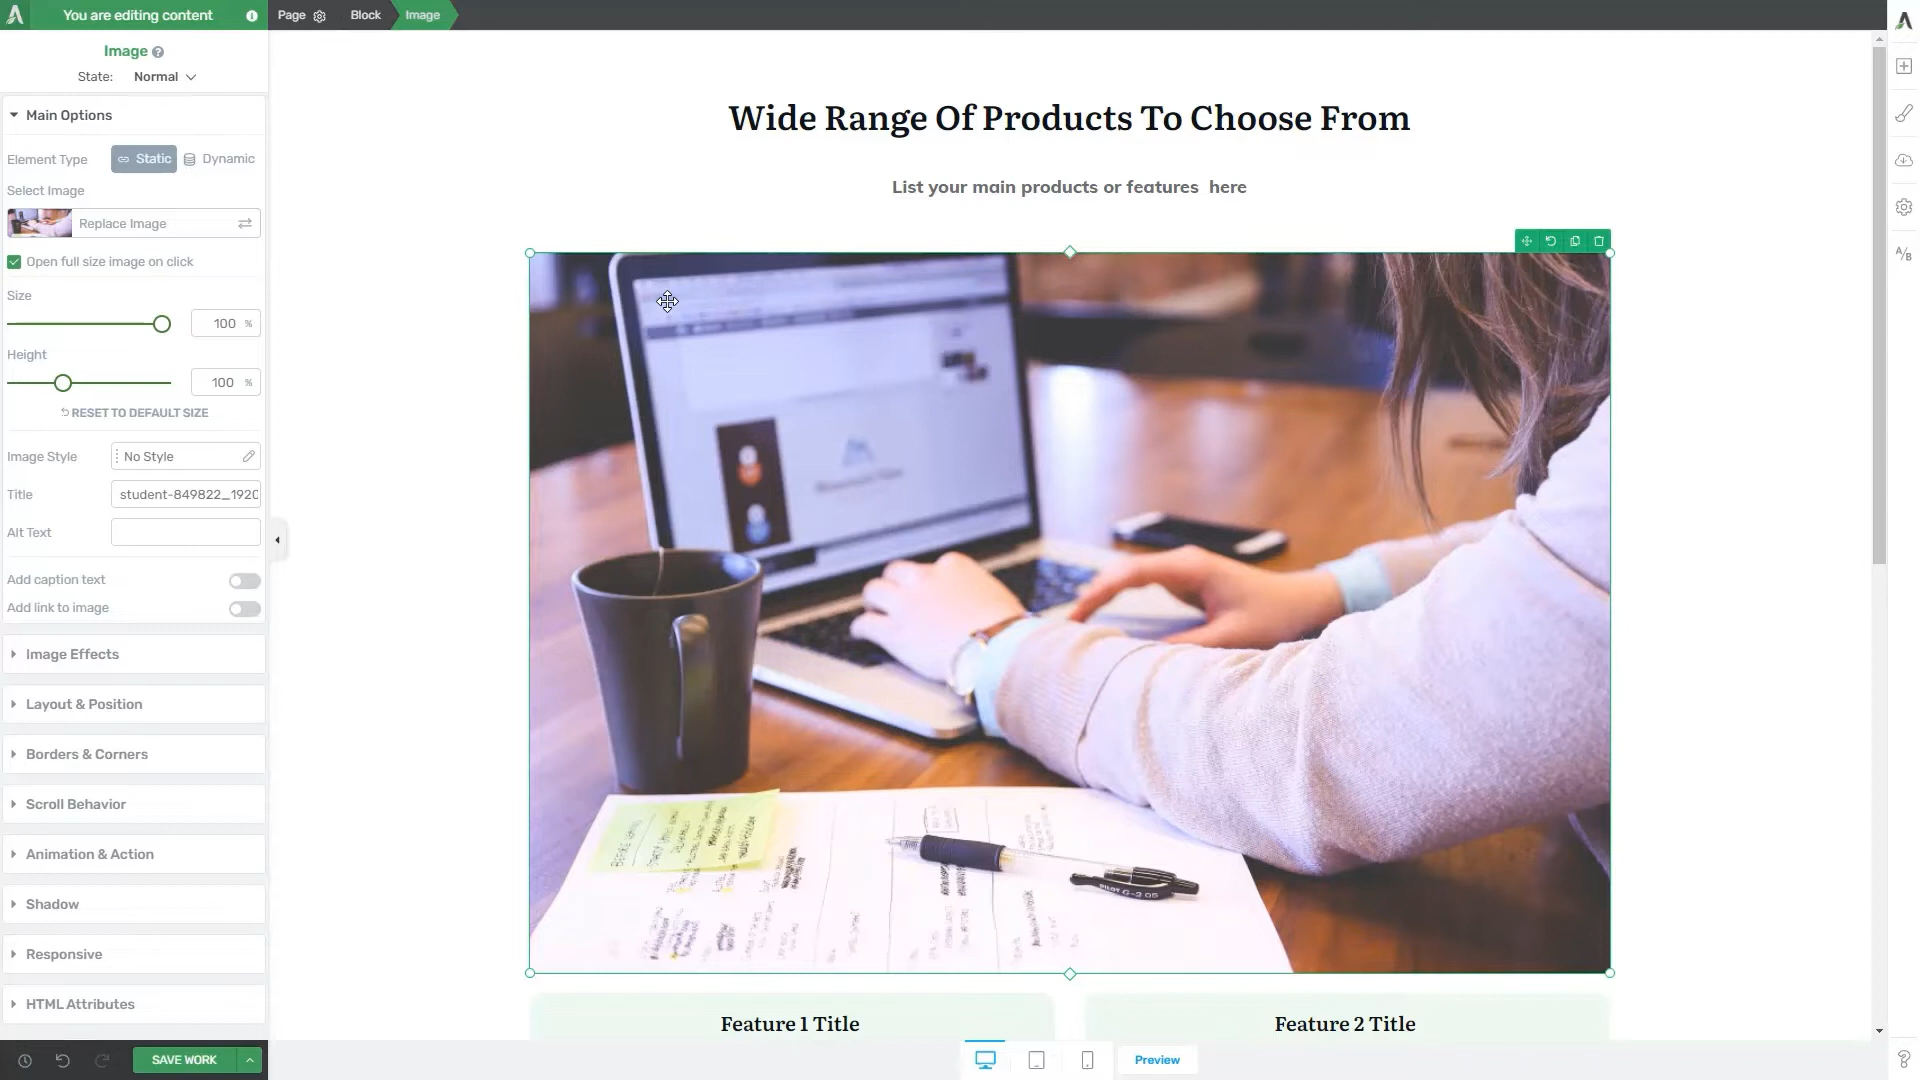 You are editing content
Page
Block
Image
Image
State: Normal
Main Options
Element Type
Static
Dynamic
Select Image
Replace Image
Open full size image on click
Size
100 %
Height
100 %
RESET TO DEFAULT SIZE
Image Style
No Style
Title
student-849822_1920
Alt Text
Add caption text
Add link to image
Image Effects
Layout & Position
Borders & Corners
Scroll Behavior
Animation & Action
Shadow
Responsive
HTML Attributes
SAVE WORK
Wide Range Of Products To Choose From
List your main products or features here
PILOT G-2 05
Feature 1 Title
Feature 2 Title
Preview
A/B